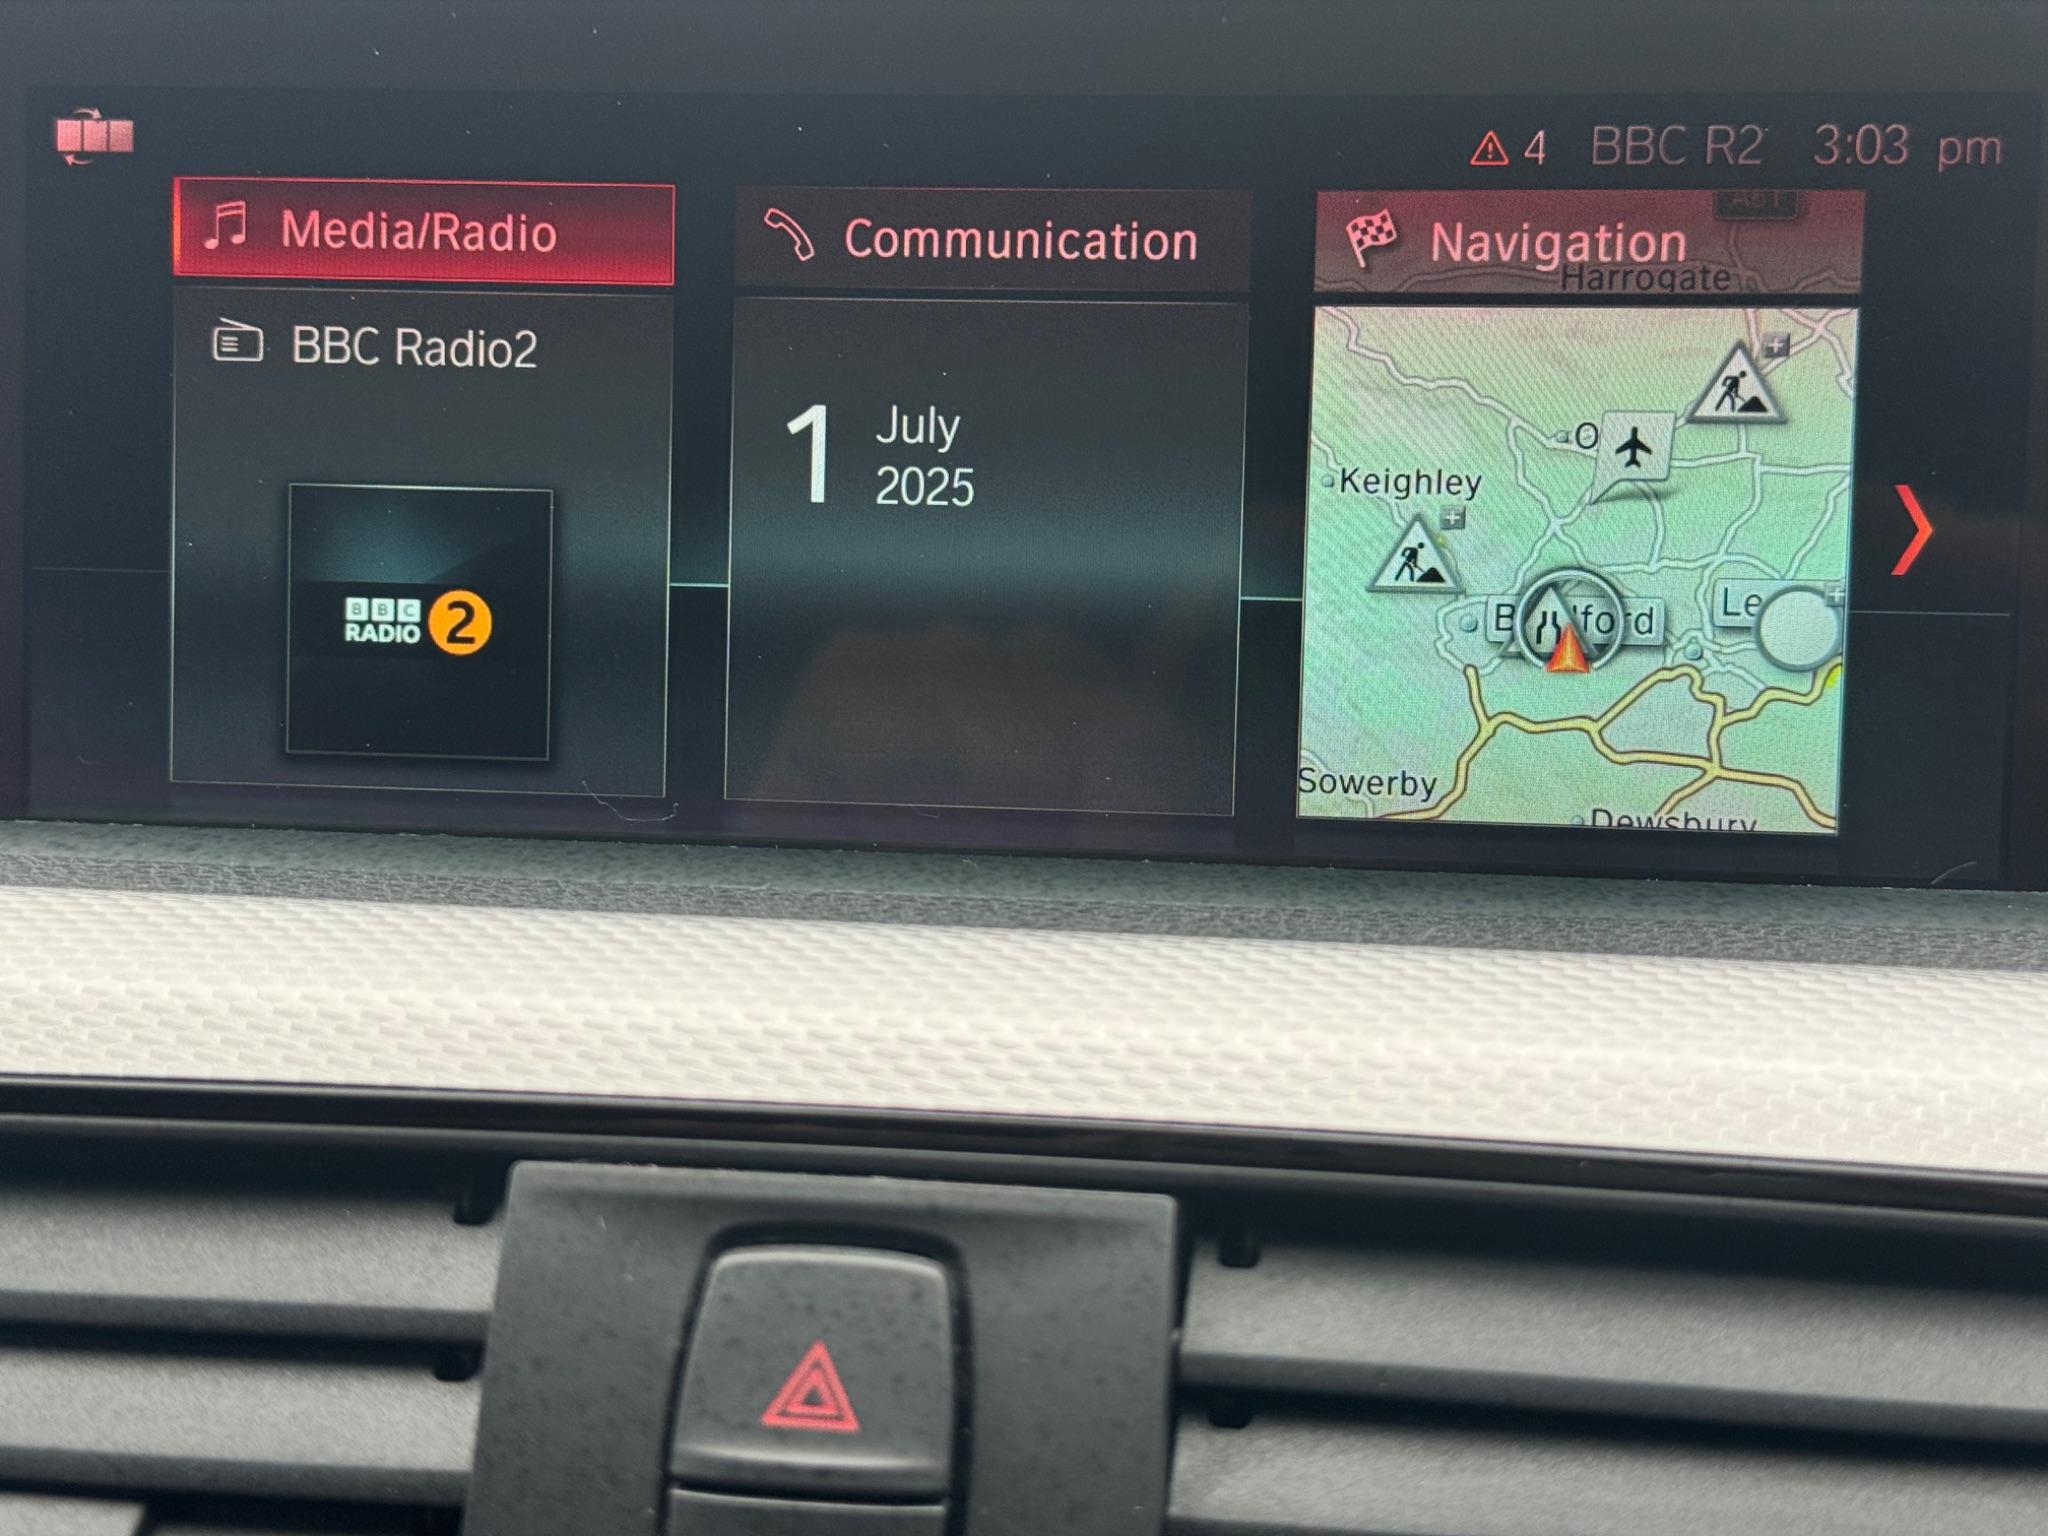 4 BBC R2 3:03 pm
Media/Radio
Communication
Navigation
Harrogate
BBC Radio2
BBC
RADIO 2
1 July
2025
Keighley
Sowerby
Dewsbury